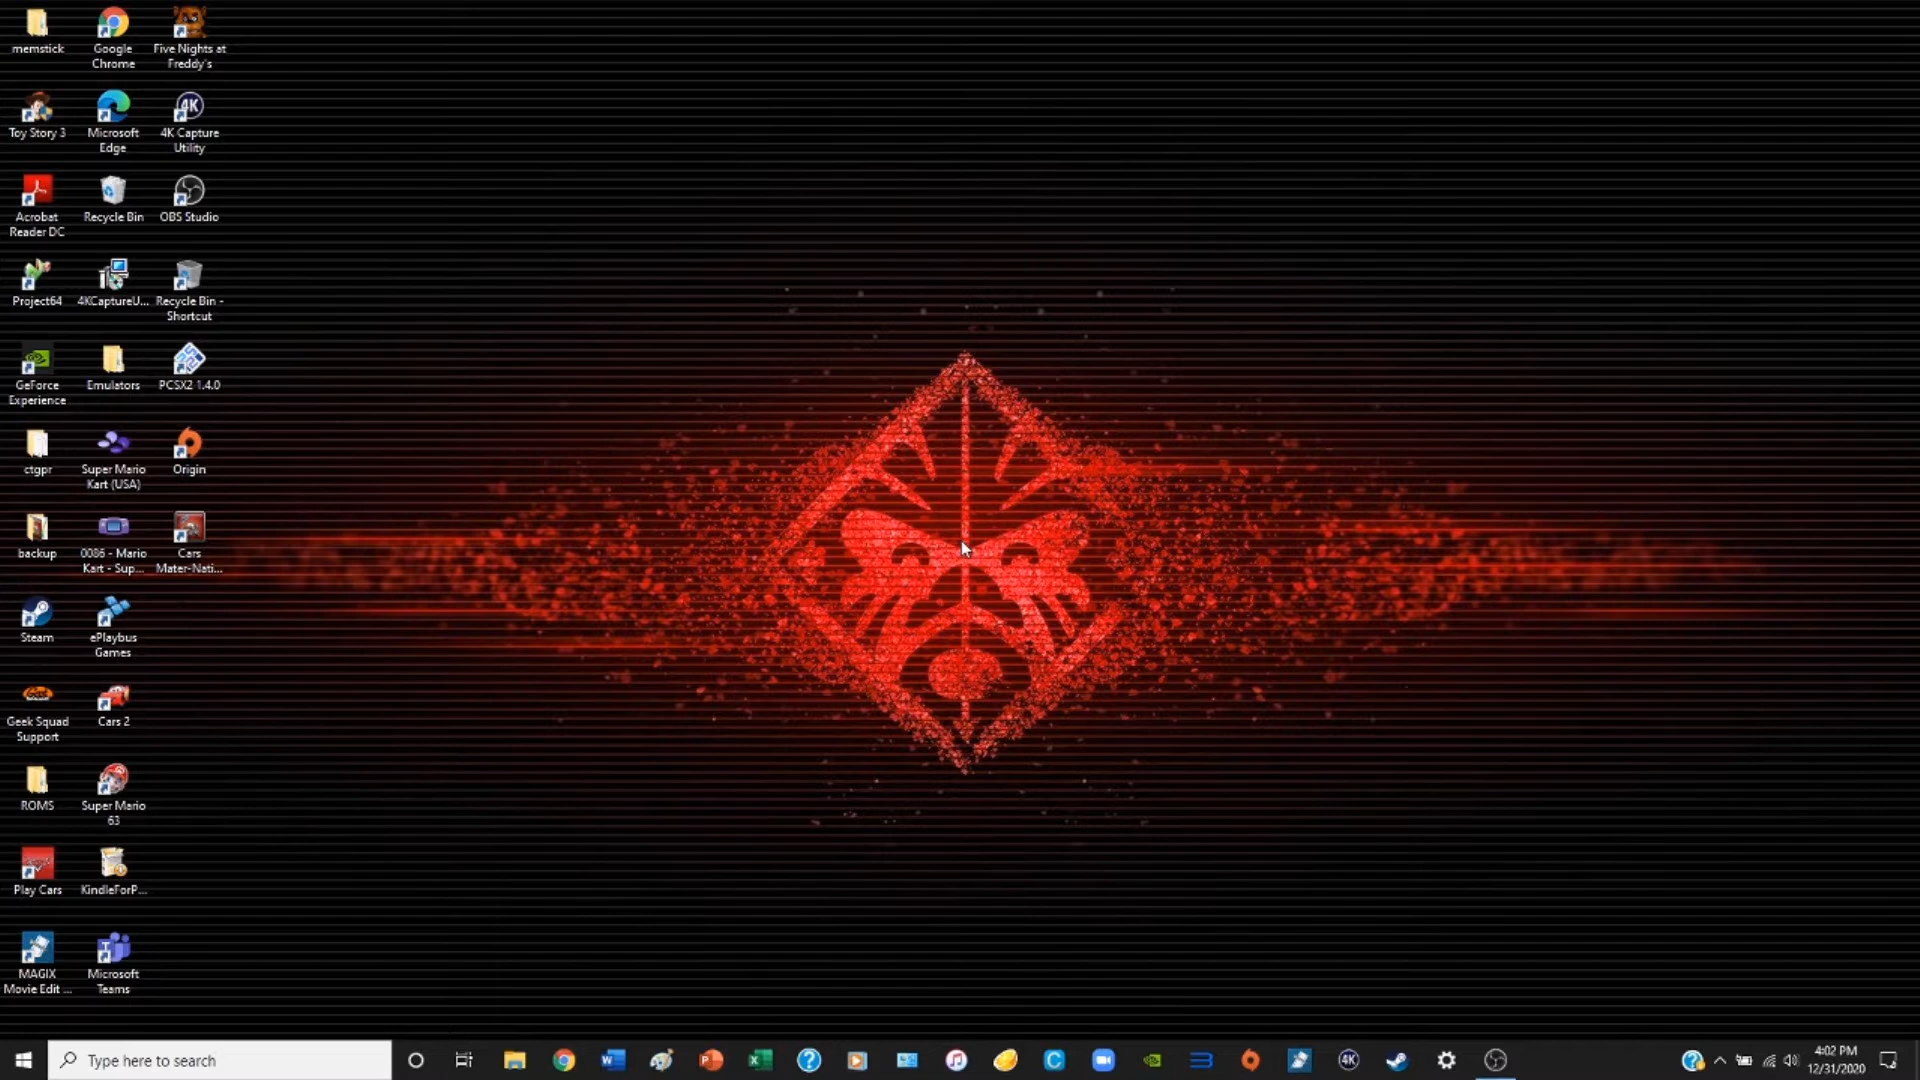 memstick
Google
Chrome
Five Nights at
Freddy's
Toy Story 3
Microsoft
Edge
4K Capture
Utility
Acrobat
Reader DC
Recycle Bin
OBS Studio
Project64
4KCaptureU...
Recycle Bin -
Shortcut
GeForce
Experience
Emulators
PCSX2 1.4.0
ctgpr
Super Mario
Kart (USA)
Origin
backup
0086 - Mario
Kart - Sup...
Cars
Mater-Nati...
Steam
ePlaybus
Games
Geek Squad
Support
Cars 2
ROMS
Super Mario
63
Play Cars
KindleForP...
MAGIX
Movie Edit ...
Microsoft
Teams
Type here to search
4:02 PM
12/31/2020